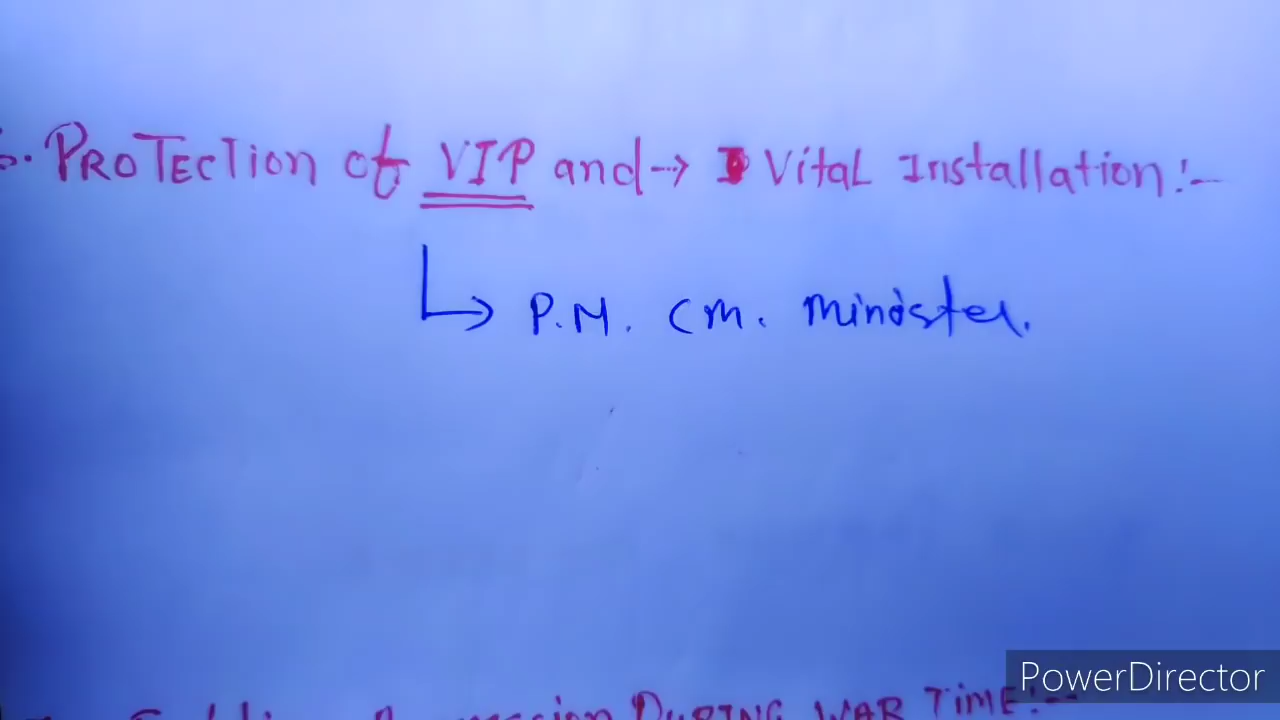 . PROTECTION of VIP and --> Vital Installation:-
↳ P.M. CM. Minister.
DURING WAR TIME:-
PowerDirector